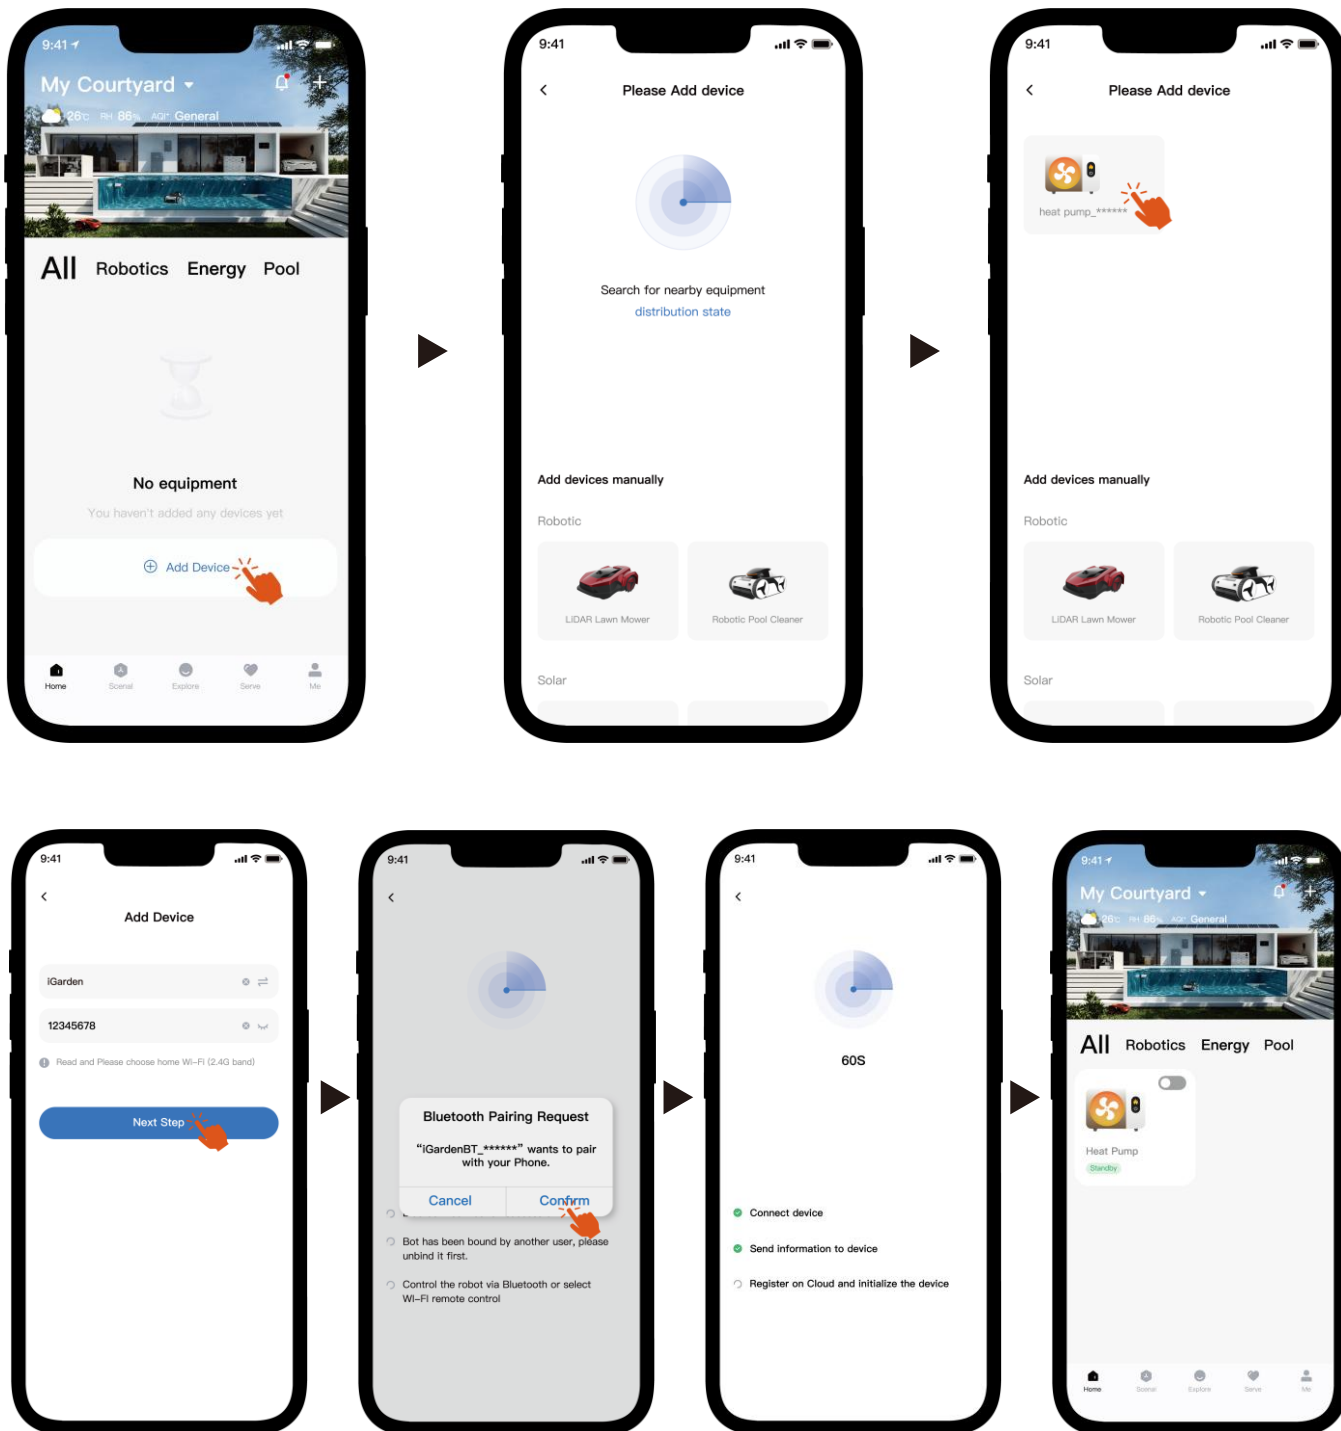 9:41
My Courtyard
26°C RH 86% AQI* General
All Robotics Energy Pool
No equipment
You haven't added any devices yet
Add Device
Home Scenal Explore Serve Me
9:41
Please Add device
Search for nearby equipment
distribution state
Add devices manually
Robotic
LiDAR Lawn Mower Robotic Pool Cleaner
Solar
9:41
Please Add device
heat pump_******
Add devices manually
Robotic
LiDAR Lawn Mower Robotic Pool Cleaner
Solar
9:41
Add Device
iGarden
12345678
Read and Please choose home Wi-Fi (2.4G band)
Next Step
9:41
Bluetooth Pairing Request
“iGardenBT_******” wants to pair
with your Phone.
Cancel Confirm
Bot has been bound by another user, please
unbind it first.
Control the robot via Bluetooth or select
Wi-Fi remote control
9:41
60S
Connect device
Send information to device
Register on Cloud and initialize the device
9:41
My Courtyard
26°C RH 86% AQI* General
All Robotics Energy Pool
Heat Pump
Standby
Home Scenal Explore Serve Me